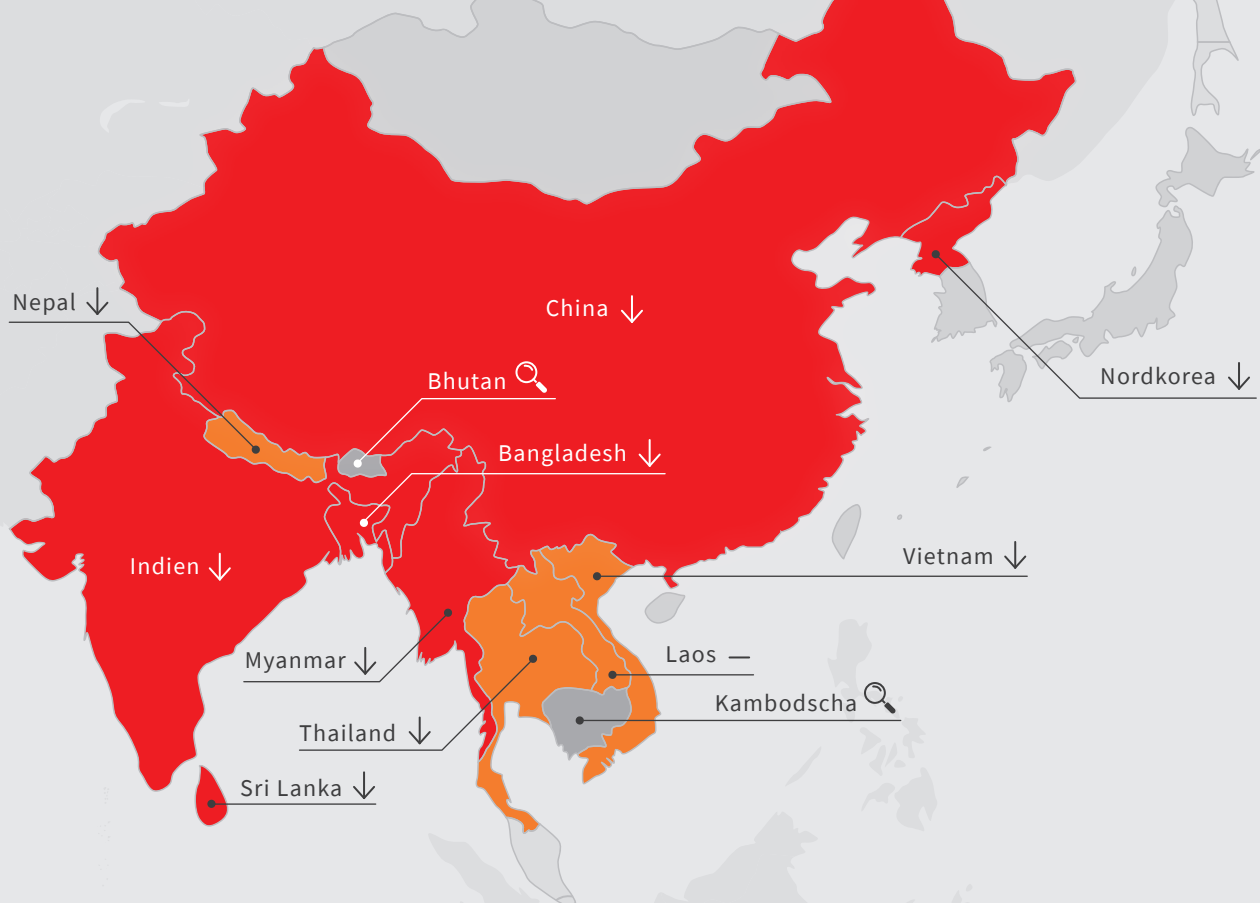 Nepal ↓
China ↓
Bhutan
Nordkorea ↓
Bangladesh ↓
Indien ↓
Vietnam ↓
Myanmar ↓
Laos —
Kambodscha
Thailand ↓
Sri Lanka ↓